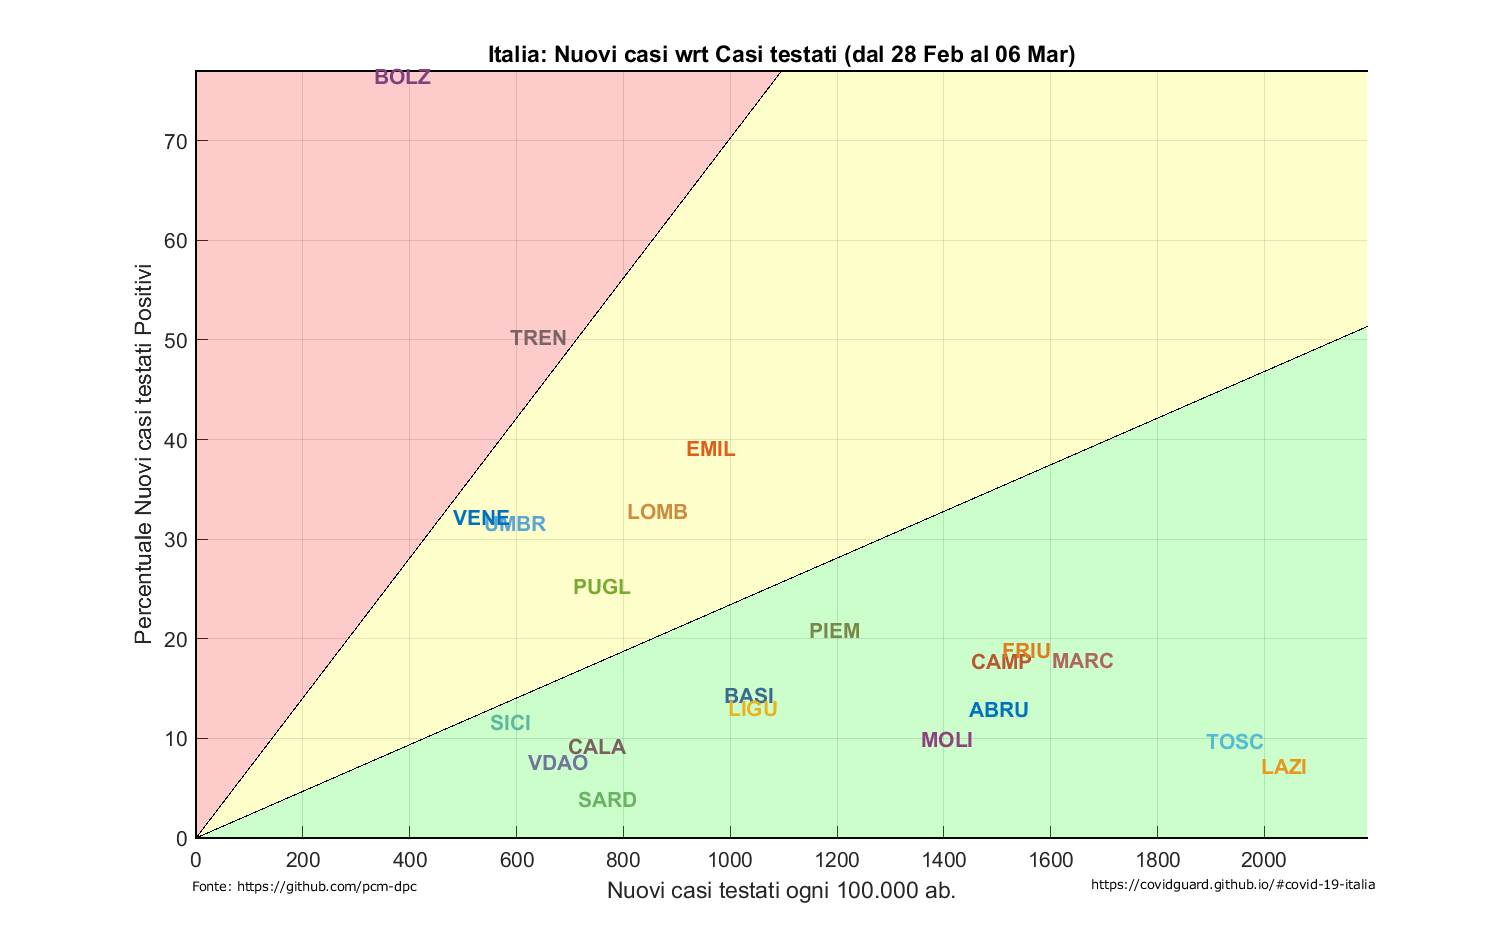 Italia: Nuovi casi wrt Casi testati (dal 28 Feb al 06 Mar)
BOLZ
70
60
TREN
50
EMIL
40
LOMB
VENE
UMBR
30
PUGL
PIEM
20
FRIU
CAMP
MARC
BASI
LIGU
ABRU
SICI
MOLI
TOSC
10
CALA
VDAO
LAZI
SARD
0
Percentuale Nuovi casi testati Positivi
0 200 400 600 800 1000 1200 1400 1600 1800 2000
Nuovi casi testati ogni 100.000 ab.
Fonte: https://github.com/pcm-dpc
https://covidguard.github.io/#covid-19-italia